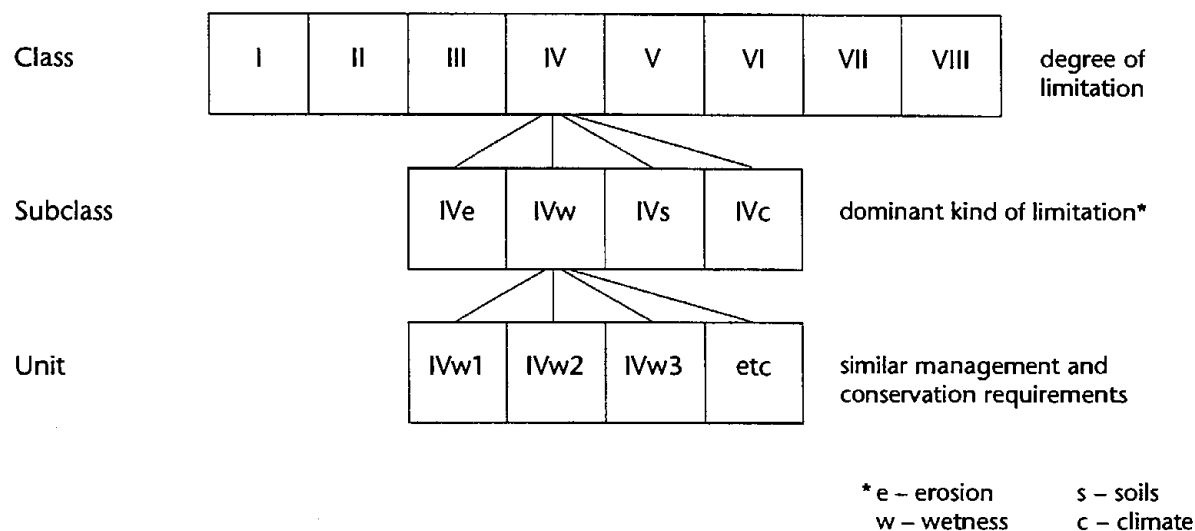 Class I II III IV V VI VII VIII degree of
limitation
Subclass IVe IVw IVs IVc dominant kind of limitation*
Unit IVw1 IVw2 IVw3 etc similar management and
conservation requirements
* e – erosion s – soils
w – wetness c – climate